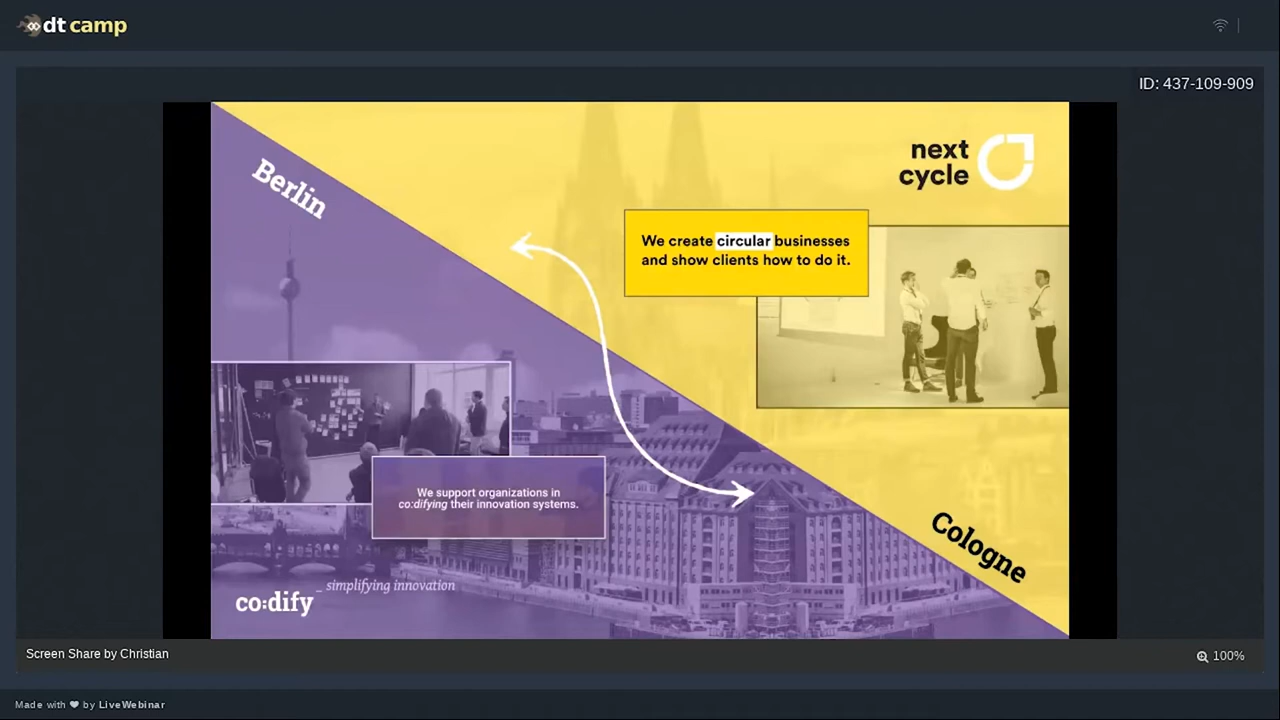 dt camp
ID: 437-109-909
Berlin
next
cycle
We create circular businesses
and show clients how to do it.
We support organizations in
co:difying their innovation systems.
Cologne
_ simplifying innovation
co:dify
Screen Share by Christian
100%
Made with ❤ by LiveWebinar